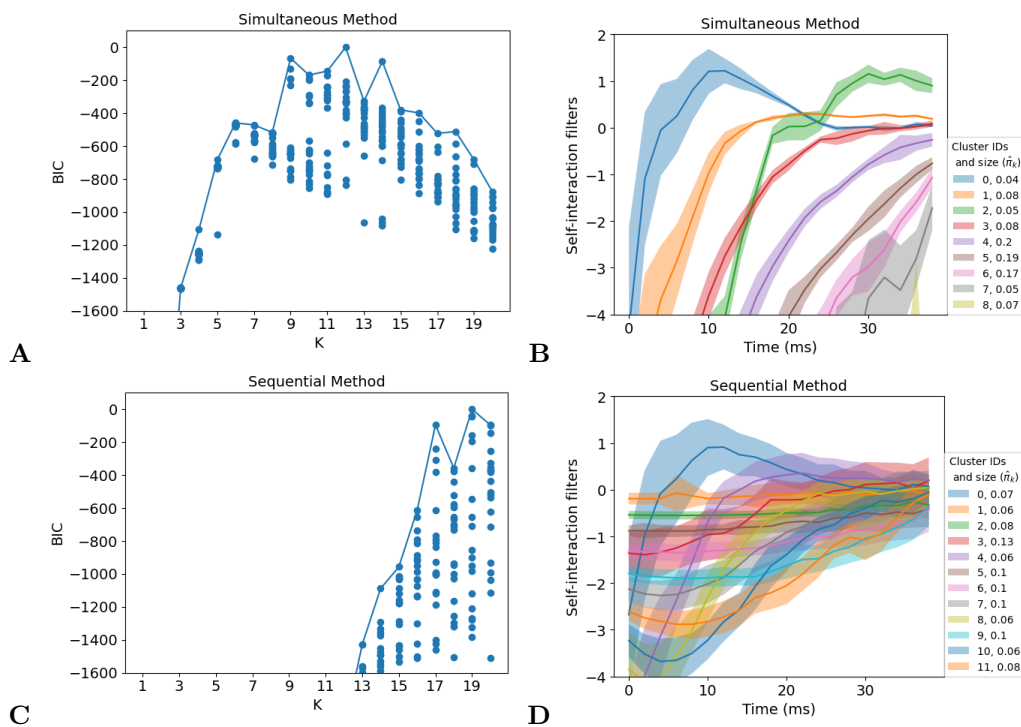 Simultaneous Method
0
−200
−400
−600
−800
−1000
−1200
−1400
−1600
BIC
1 3 5 7 9 11 13 15 17 19
K
A
Simultaneous Method
2
1
0
−1
−2
−3
−4
Self-interaction filters
0 10 20 30
Time (ms)
Cluster IDs
and size (π̂k)
0, 0.04
1, 0.08
2, 0.05
3, 0.08
4, 0.2
5, 0.19
6, 0.17
7, 0.05
8, 0.07
B
Sequential Method
0
−200
−400
−600
−800
−1000
−1200
−1400
−1600
BIC
1 3 5 7 9 11 13 15 17 19
K
C
Sequential Method
2
1
0
−1
−2
−3
−4
Self-interaction filters
0 10 20 30
Time (ms)
Cluster IDs
and size (π̂k)
0, 0.07
1, 0.06
2, 0.08
3, 0.13
4, 0.06
5, 0.1
6, 0.1
7, 0.1
8, 0.06
9, 0.1
10, 0.06
11, 0.08
D